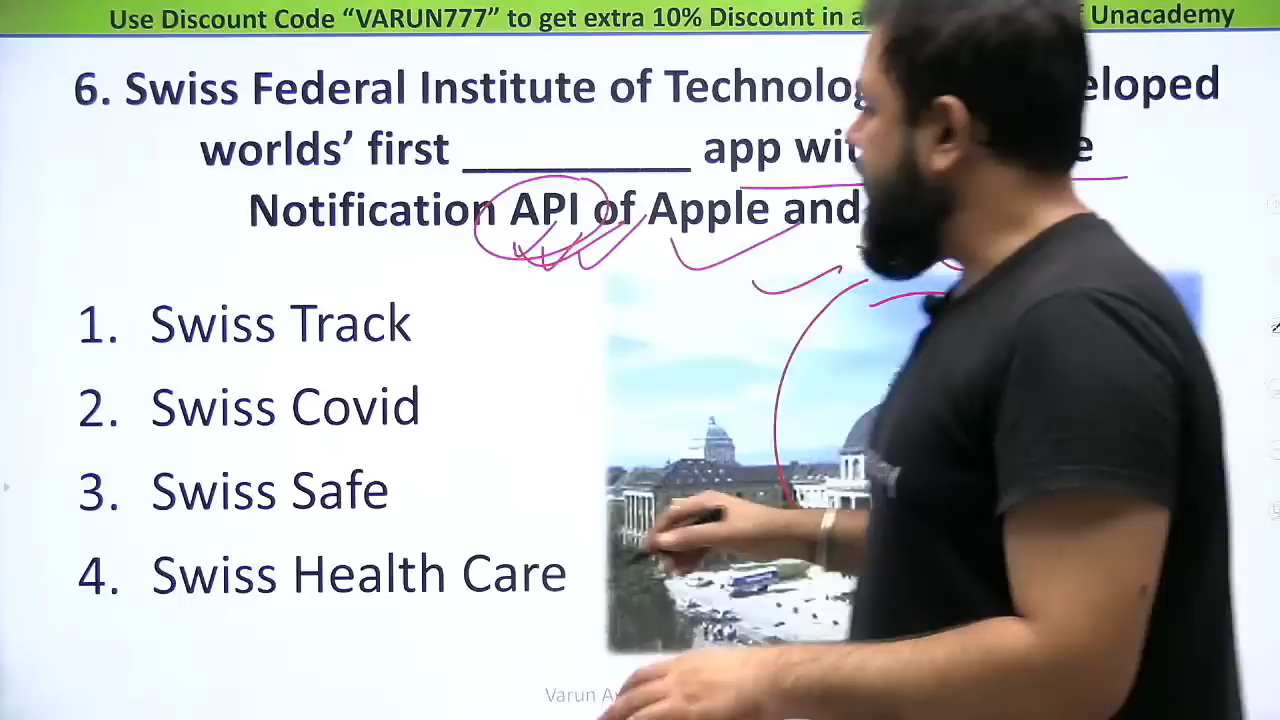 Use Discount Code “VARUN777” to get extra 10% Discount in a Unacademy
6. Swiss Federal Institute of Technolog eloped
worlds’ first __________ app wi e
Notification API of Apple and
1. Swiss Track
2. Swiss Covid
3. Swiss Safe
4. Swiss Health Care
Varun A